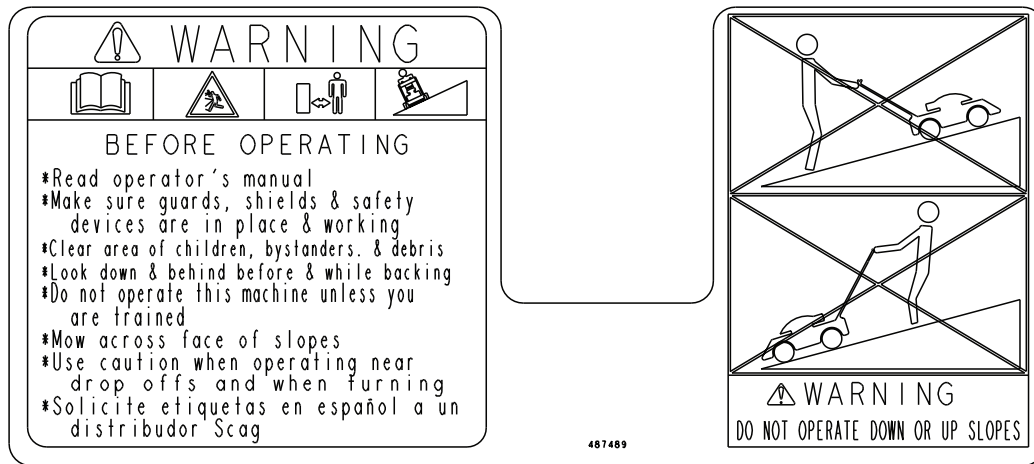 WARNING
BEFORE OPERATING
*Read operator's manual
*Make sure guards, shields & safety
devices are in place & working
*Clear area of children, bystanders. & debris
*Look down & behind before & while backing
*Do not operate this machine unless you
are trained
*Mow across face of slopes
*Use caution when operating near
drop offs and when turning
*Solicite etiquetas en español a un
distribudor Scag
487489
WARNING
DO NOT OPERATE DOWN OR UP SLOPES